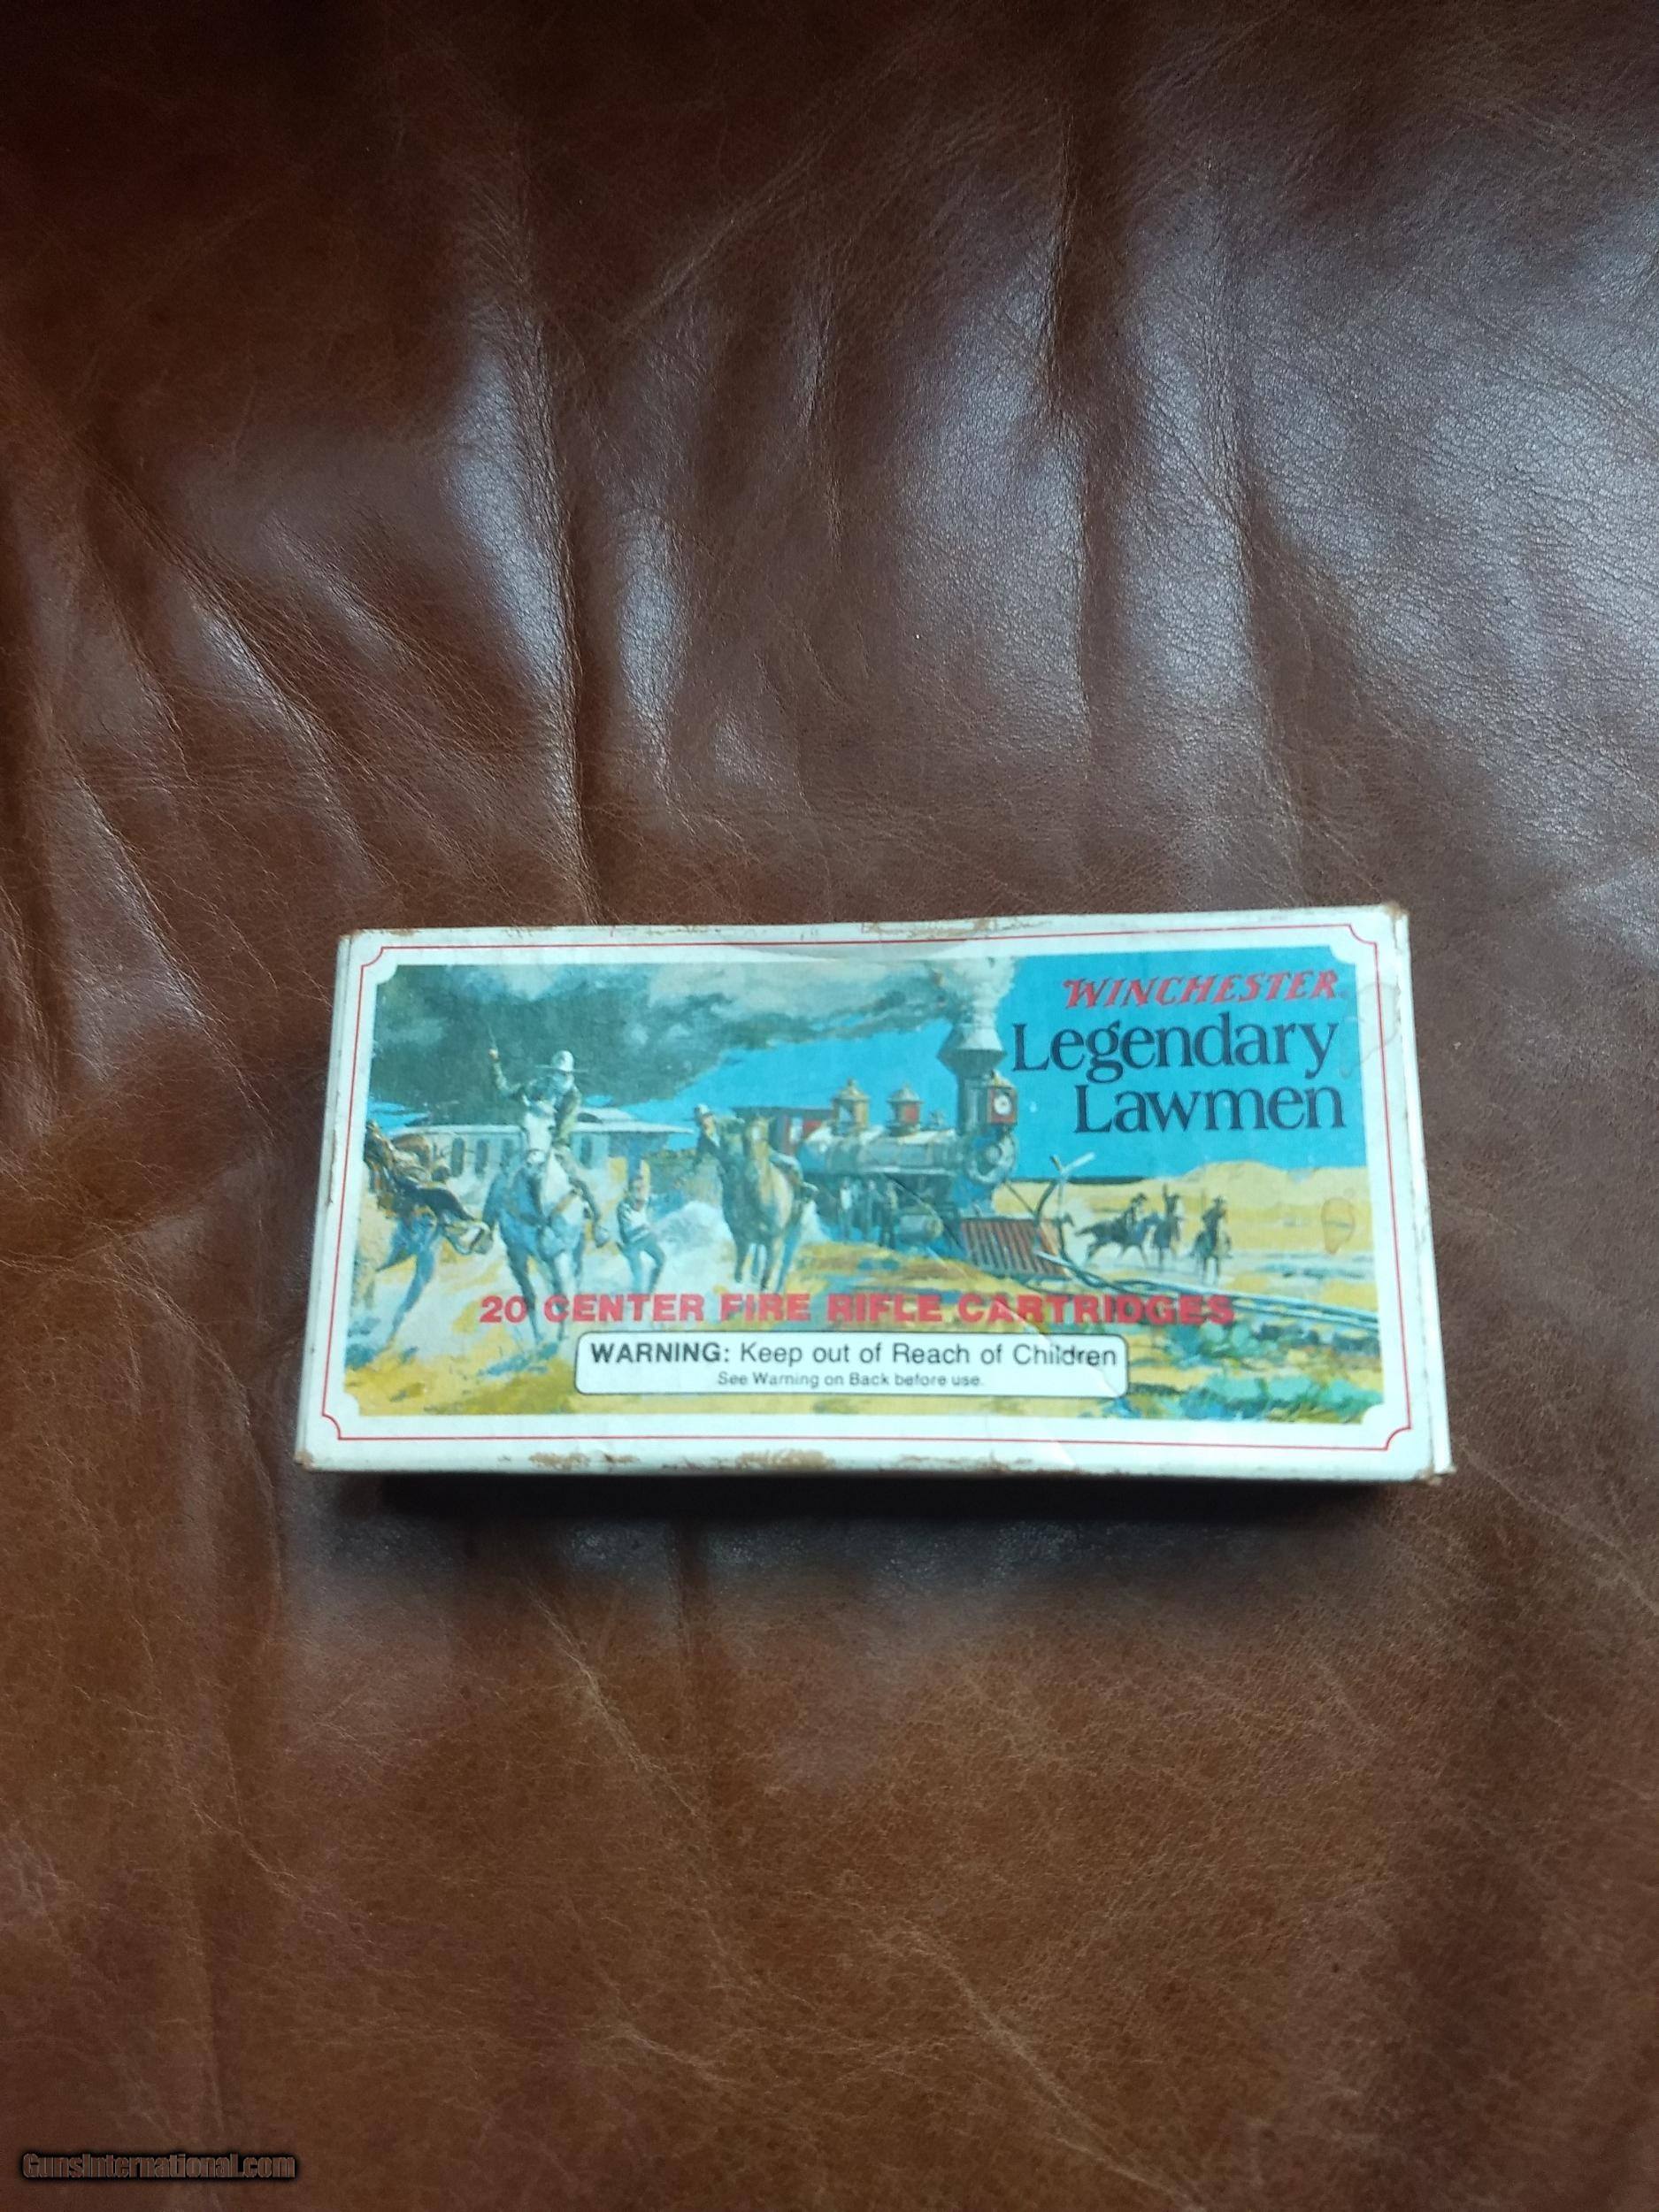 WINCHESTER
Legendary
Lawmen
20 CENTER FIRE RIFLE CARTRIDGES
WARNING: Keep out of Reach of Children
See Warning on Back before use.
GunsInternational.com